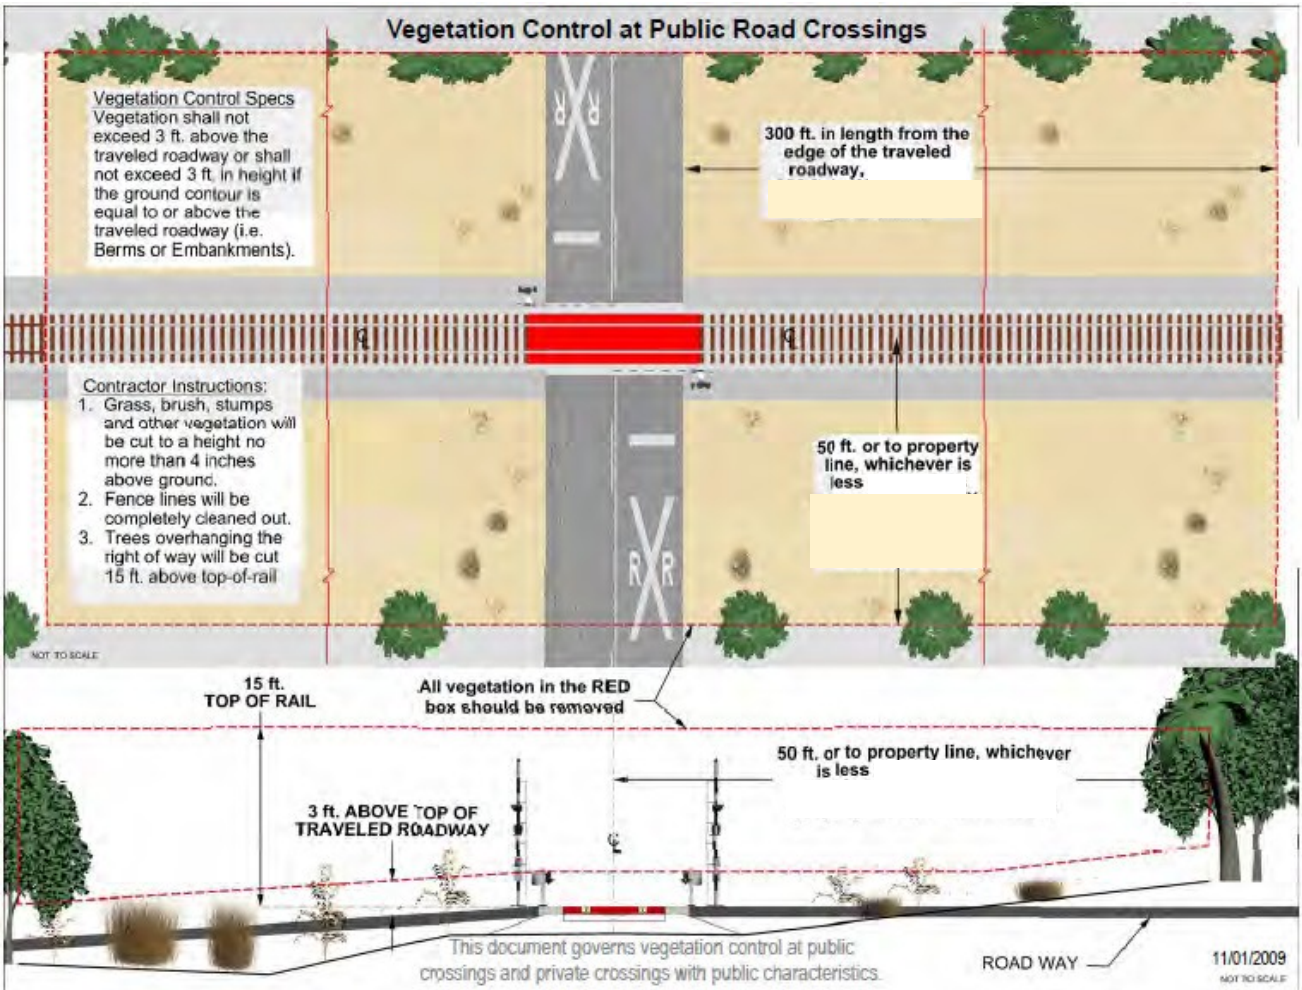 Vegetation Control at Public Road Crossings
Vegetation Control Specs
Vegetation shall not
exceed 3 ft. above the
traveled roadway or shall
not exceed 3 ft. in height if
the ground contour is
equal to or above the
traveled roadway (i.e.
Berms or Embankments).
R R
300 ft. in length from the
edge of the traveled
roadway,
Contractor Instructions:
1. Grass, brush, stumps
and other vegetation will
be cut to a height no
more than 4 inches
above ground.
2. Fence lines will be
completely cleaned out.
3. Trees overhanging the
right of way will be cut
15 ft. above top-of-rail
50 ft. or to property
line, whichever is
less
R R
NOT TO SCALE
15 ft.
TOP OF RAIL
All vegetation in the RED
box should be removed
50 ft. or to property line, whichever
is less
3 ft. ABOVE TOP OF
TRAVELED ROADWAY
This document governs vegetation control at public
crossings and private crossings with public characteristics.
ROAD WAY
11/01/2009
NOT TO SCALE